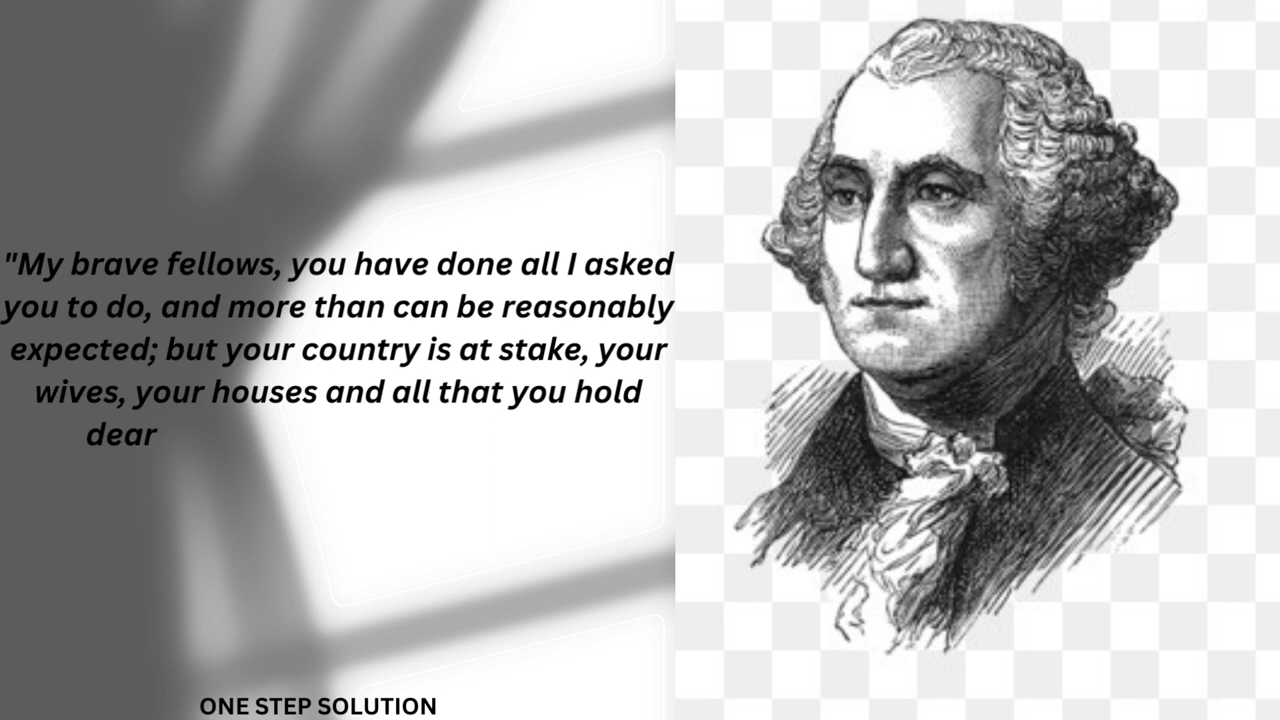 "My brave fellows, you have done all I asked
you to do, and more than can be reasonably
expected; but your country is at stake, your
wives, your houses and all that you hold
dear
ONE STEP SOLUTION